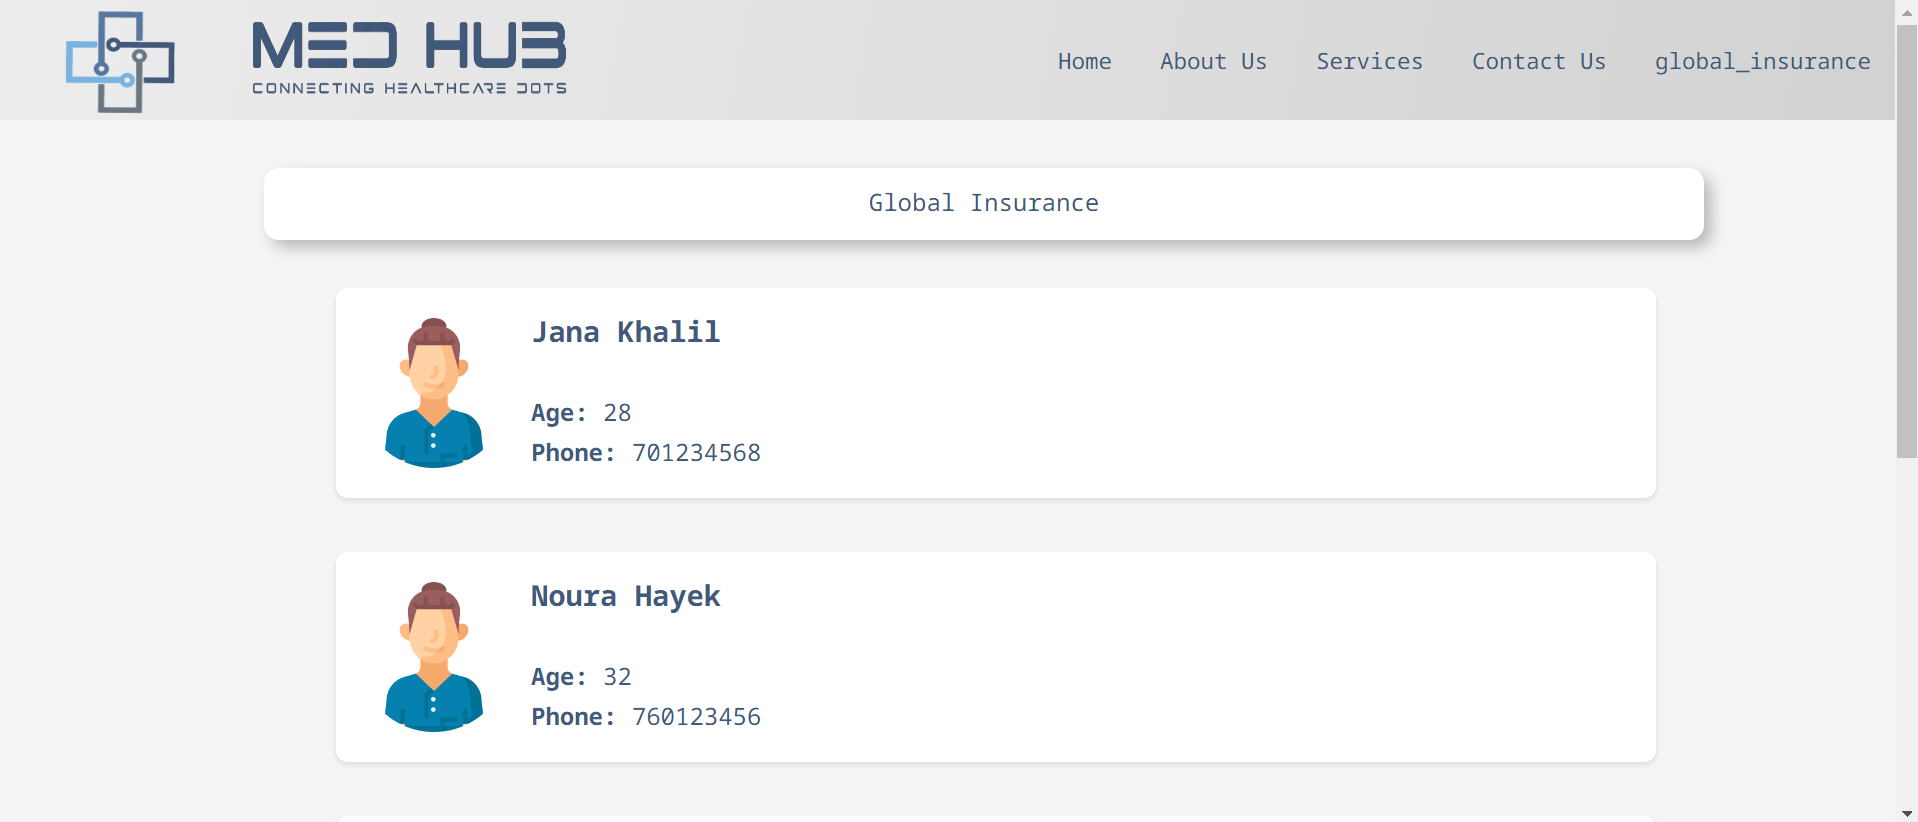 MED HUB
CONNECTING HEALTHCARE DOTS
Home About Us Services Contact Us global_insurance
Global Insurance
Jana Khalil
Age: 28
Phone: 701234568
Noura Hayek
Age: 32
Phone: 760123456